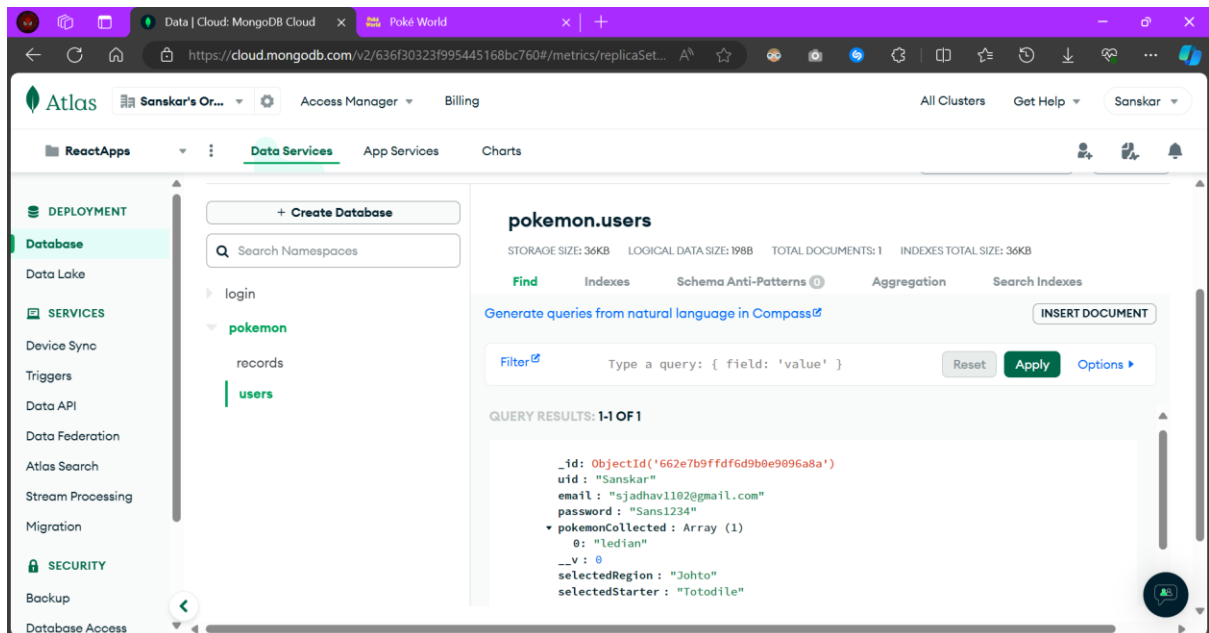 Data | Cloud: MongoDB Cloud
Poké World
https://cloud.mongodb.com/v2/636f30323f995445168bc760#/metrics/replicaSet...
Atlas
Sanskar's Or...
Access Manager
Billing
All Clusters
Get Help
Sanskar
ReactApps
Data Services
App Services
Charts
DEPLOYMENT
Database
Data Lake
SERVICES
Device Sync
Triggers
Data API
Data Federation
Atlas Search
Stream Processing
Migration
SECURITY
Backup
Database Access
+ Create Database
Search Namespaces
login
pokemon
records
users
pokemon.users
STORAGE SIZE: 36KB LOGICAL DATA SIZE: 198B TOTAL DOCUMENTS: 1 INDEXES TOTAL SIZE: 36KB
Find Indexes Schema Anti-Patterns 0 Aggregation Search Indexes
Generate queries from natural language in Compass
INSERT DOCUMENT
Filter
Type a query: { field: 'value' }
Reset
Apply
Options
QUERY RESULTS: 1-1 OF 1
_id: ObjectId('662e7b9ffdf6d9b0e9096a8a')
uid : "Sanskar"
email : "sjadhav1102@gmail.com"
password : "Sans1234"
pokemonCollected : Array (1)
0: "ledian"
__v : 0
selectedRegion : "Johto"
selectedStarter : "Totodile"